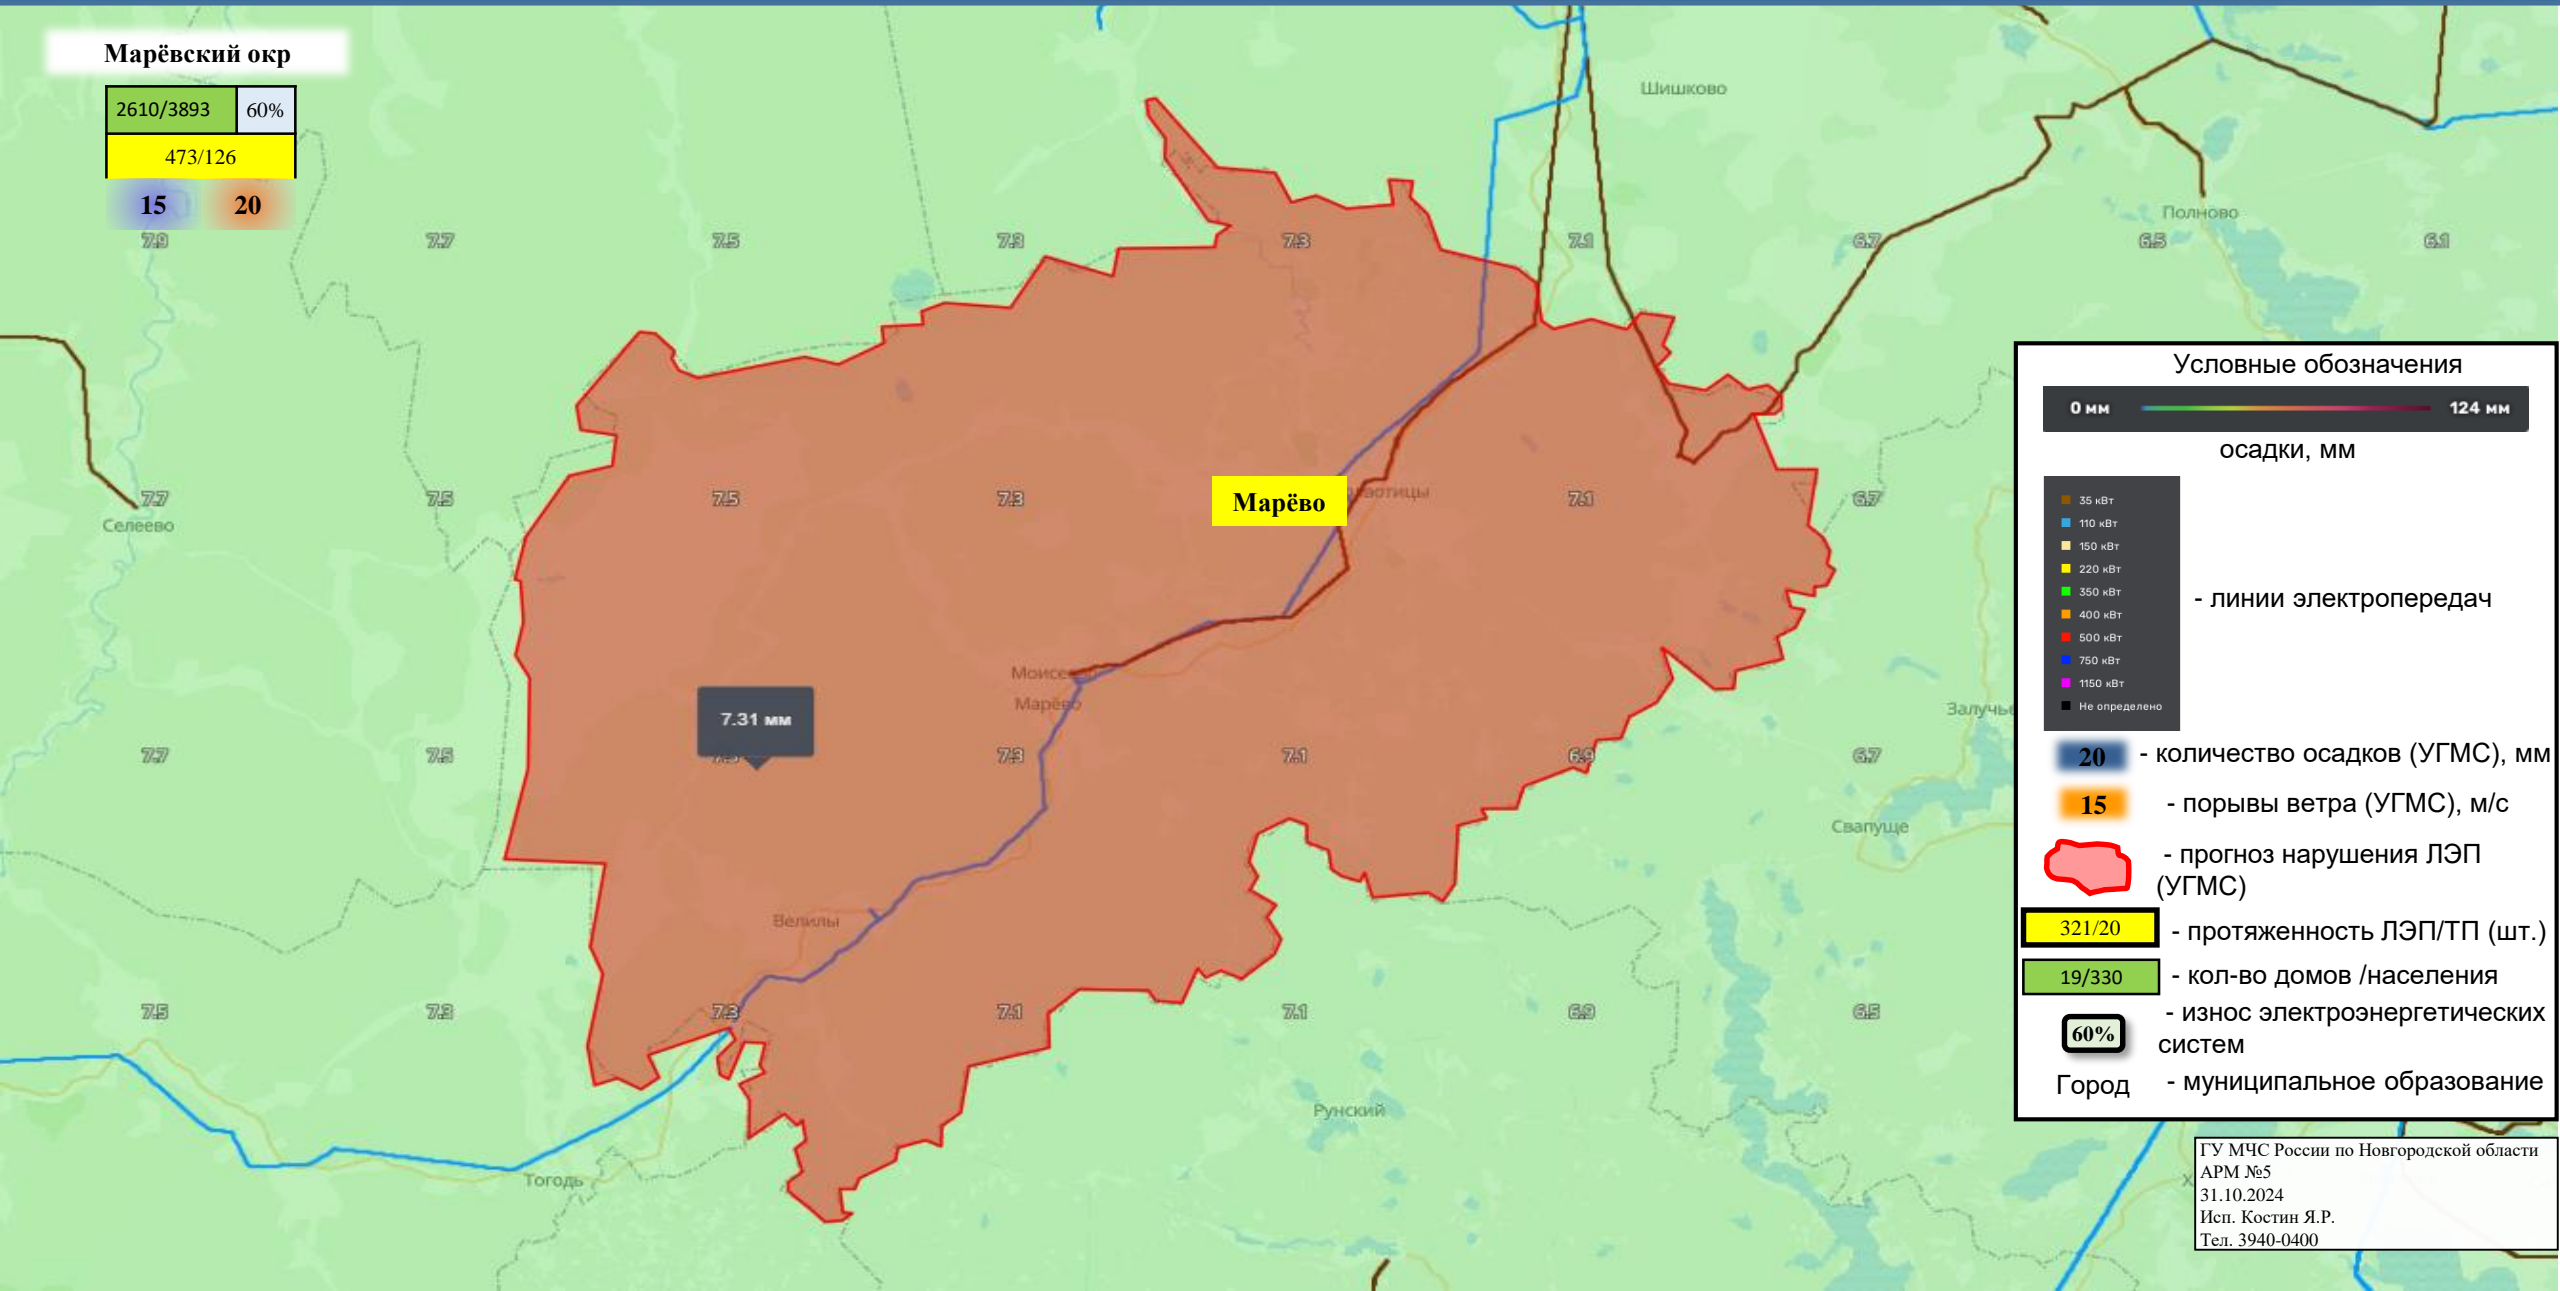 Марёвский окр
2610/3893 60%
473/126
15 20
Шишково
Полново
7.9 7.7 7.5 7.3 7.3 7.1 6.7 6.5 6.1
Марёво
7.7 7.5 7.5 7.3 7.1 6.7
Селеево
Моисе
Марёво
7.31 мм
Залучье
7.7 7.5 7.3 7.1 6.9 6.7
Свапуще
Велилы
7.5 7.3 7.3 7.1 7.1 6.9 6.5
Рунский
Тогодь
Условные обозначения
0 мм 124 мм
осадки, мм
35 кВт
110 кВт
150 кВт
220 кВт
350 кВт
400 кВт
500 кВт
750 кВт
1150 кВт
Не определено
- линии электропередач
20 - количество осадков (УГМС), мм
15 - порывы ветра (УГМС), м/с
- прогноз нарушения ЛЭП
(УГМС)
321/20 - протяженность ЛЭП/ТП (шт.)
19/330 - кол-во домов /населения
60% - износ электроэнергетических
систем
Город - муниципальное образование
ГУ МЧС России по Новгородской области
АРМ №5
31.10.2024
Исп. Костин Я.Р.
Тел. 3940-0400